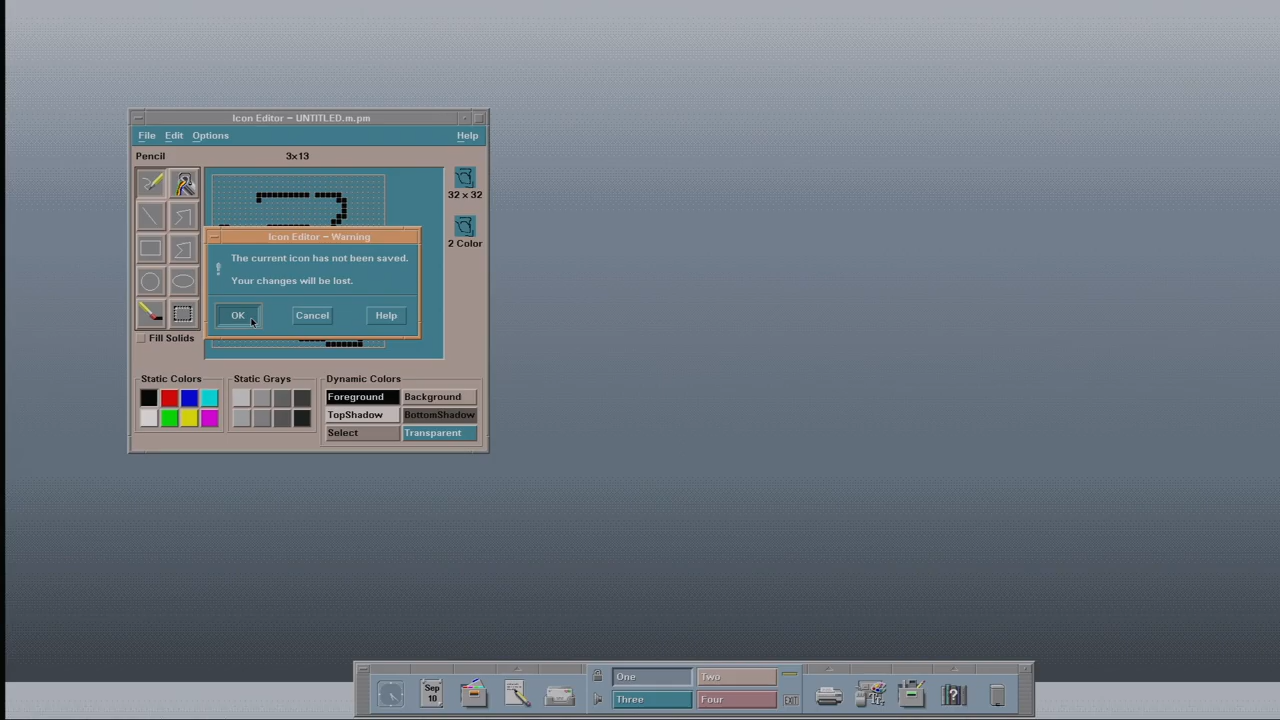 Icon Editor – UNTITLED.m.pm
File Edit Options Help
Pencil 3x13
32 x 32
2 Color
Icon Editor – Warning
The current icon has not been saved.
Your changes will be lost.
OK Cancel Help
Fill Solids
Static Colors Static Grays Dynamic Colors
Foreground Background
TopShadow BottomShadow
Select Transparent
One Two
Three Four
Sep
10
EXIT